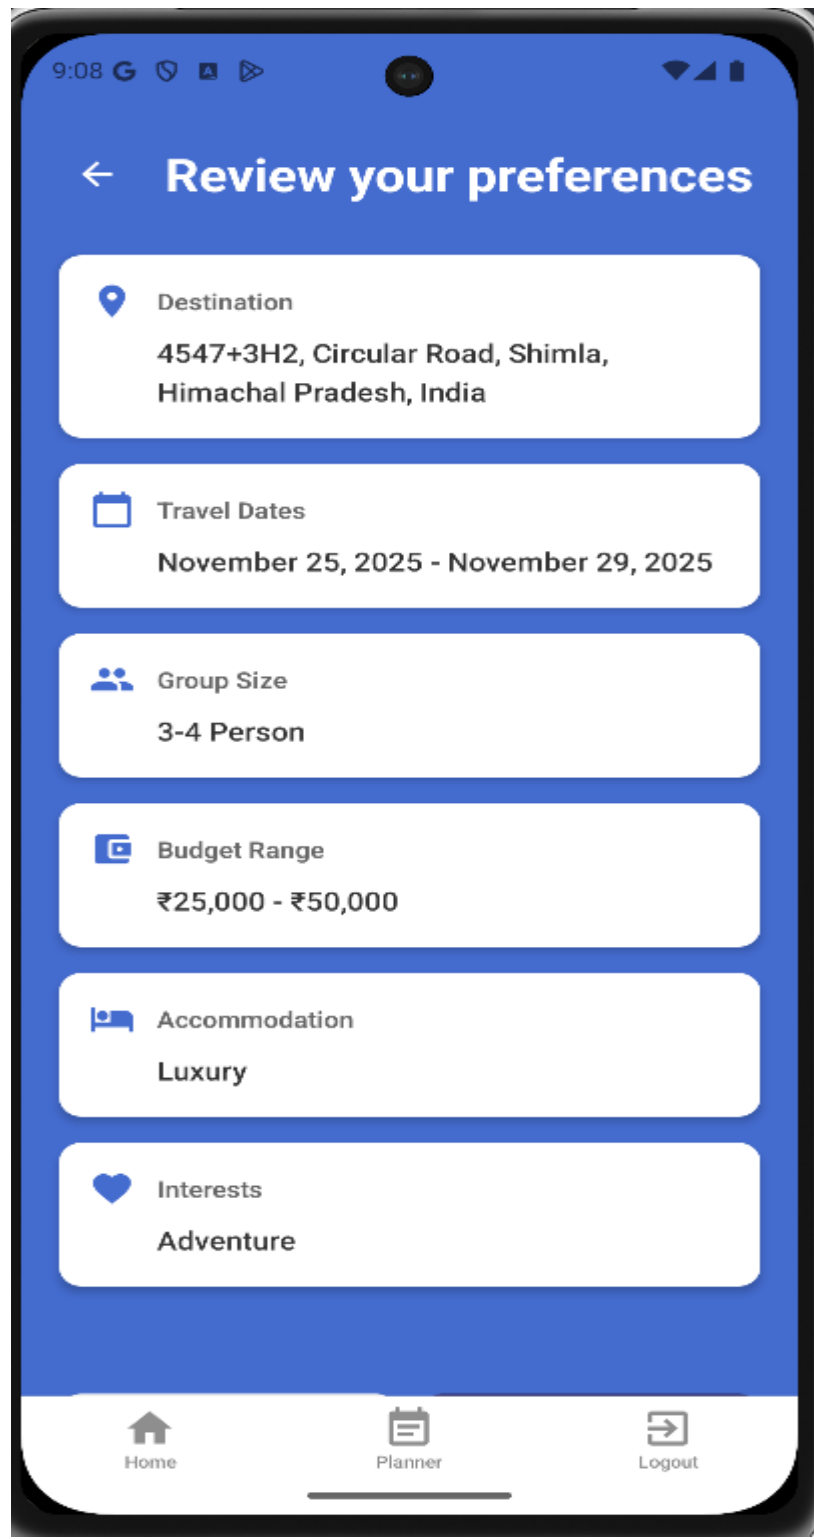 9:08
Review your preferences
Destination
4547+3H2, Circular Road, Shimla,
Himachal Pradesh, India
Travel Dates
November 25, 2025 - November 29, 2025
Group Size
3-4 Person
Budget Range
₹25,000 - ₹50,000
Accommodation
Luxury
Interests
Adventure
Home
Planner
Logout